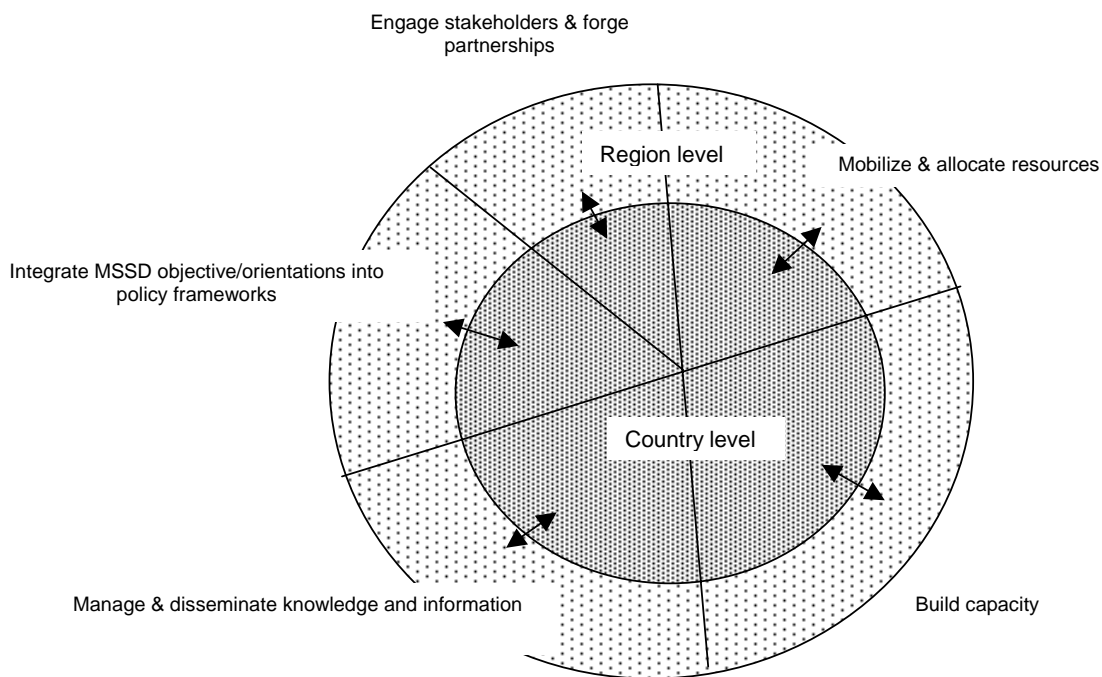 Engage stakeholders & forge
partnerships
Region level
Mobilize & allocate resources
Integrate MSSD objective/orientations into
policy frameworks
Country level
Manage & disseminate knowledge and information
Build capacity